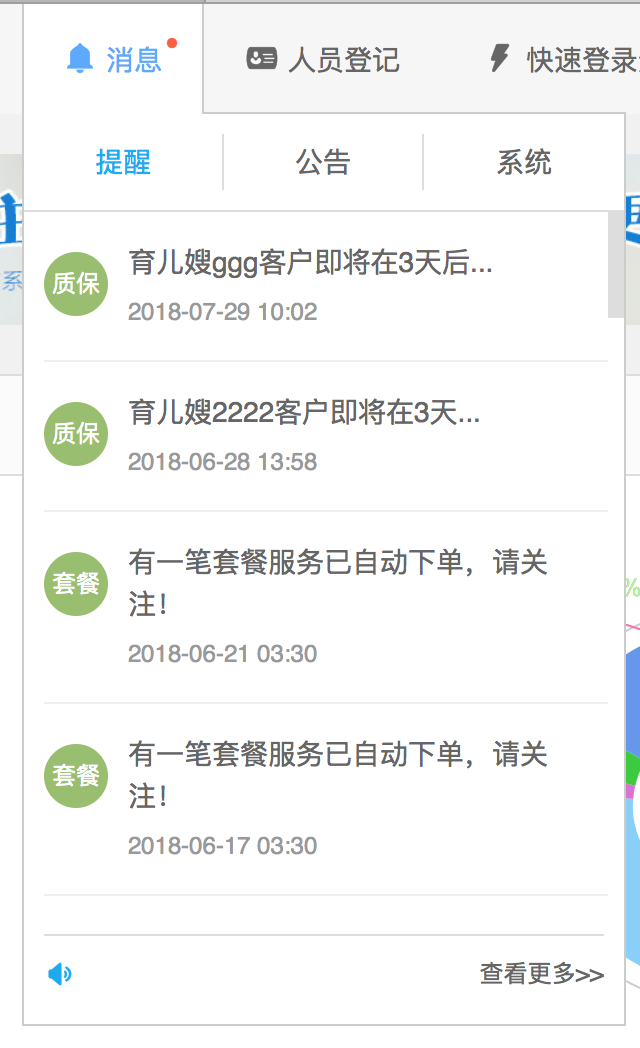 消息
人员登记
快速登录
提醒
公告
系统
质保
育儿嫂ggg客户即将在3天后...
2018-07-29 10:02
质保
育儿嫂2222客户即将在3天...
2018-06-28 13:58
套餐
有一笔套餐服务已自动下单，请关
注！
2018-06-21 03:30
套餐
有一笔套餐服务已自动下单，请关
注！
2018-06-17 03:30
查看更多>>
系
%